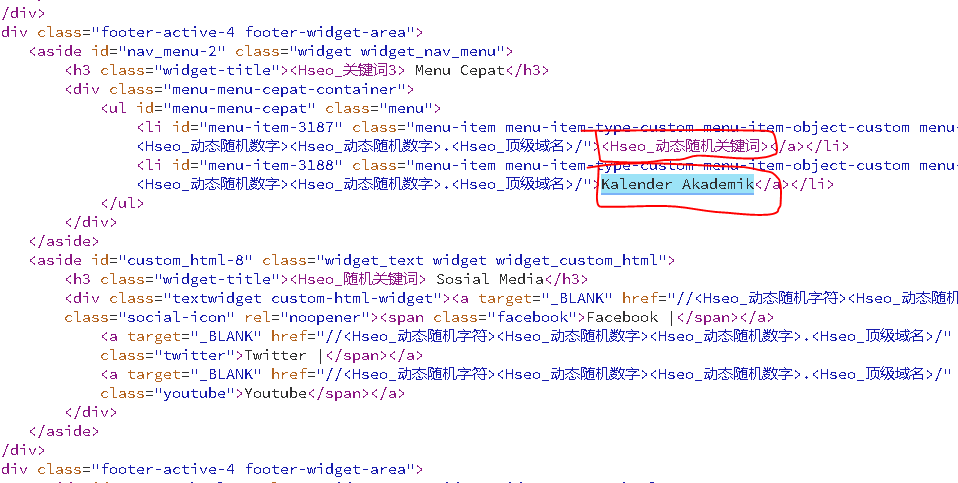 /div>
div class="footer-active-4 footer-widget-area">
<aside id="nav_menu-2" class="widget widget_nav_menu">
<h3 class="widget-title"><Hseo_关键词3> Menu Cepat</h3>
<div class="menu-menu-cepat-container">
<ul id="menu-menu-cepat" class="menu">
<li id="menu-item-3187" class="menu-item menu-item-type-custom menu-item-object-custom menu-
<Hseo_动态随机数字><Hseo_动态随机数字>.<Hseo_顶级域名>/"><Hseo_动态随机关键词></a></li>
<li id="menu-item-3188" class="menu-item menu-item-type-custom menu-item-object-custom menu-
<Hseo_动态随机数字><Hseo_动态随机数字>.<Hseo_顶级域名>/">Kalender Akademik</a></li>
</ul>
</div>
</aside>
<aside id="custom_html-8" class="widget_text widget widget_custom_html">
<h3 class="widget-title"><Hseo_随机关键词> Sosial Media</h3>
<div class="textwidget custom-html-widget"><a target="_BLANK" href="//<Hseo_动态随机字符><Hseo_动态随机
class="social-icon" rel="noopener"><span class="facebook">Facebook |</span></a>
<a target="_BLANK" href="//<Hseo_动态随机字符><Hseo_动态随机数字><Hseo_动态随机数字>.<Hseo_顶级域名>/"
class="twitter">Twitter |</span></a>
<a target="_BLANK" href="//<Hseo_动态随机字符><Hseo_动态随机数字><Hseo_动态随机数字>.<Hseo_顶级域名>/"
class="youtube">Youtube</span></a>
</div>
</aside>
/div>
div class="footer-active-4 footer-widget-area">